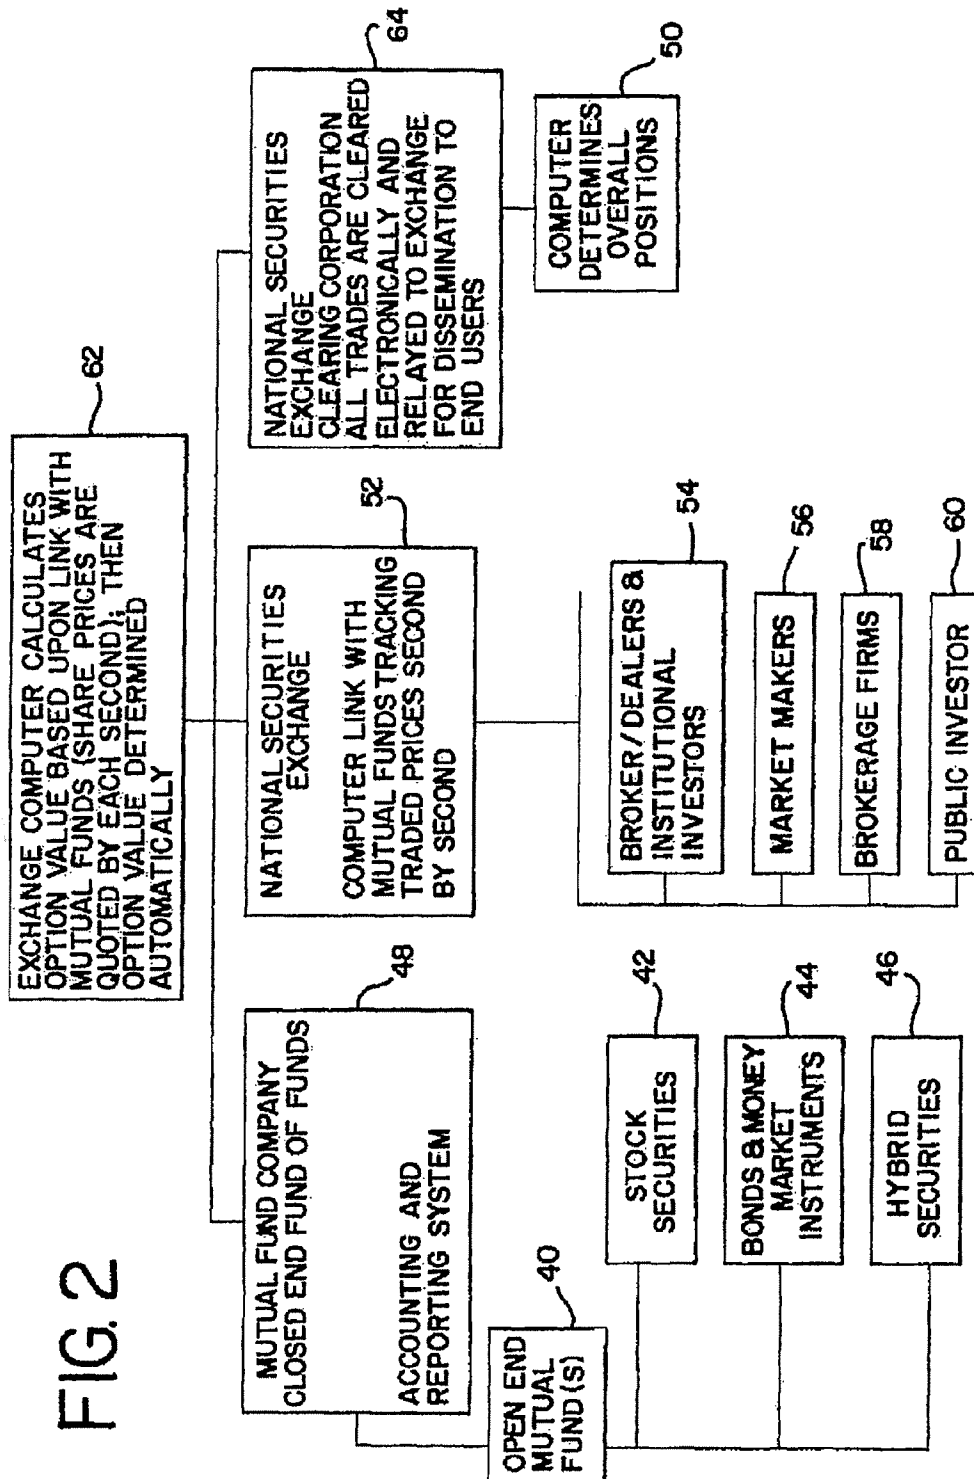 FIG. 2
EXCHANGE COMPUTER CALCULATES
OPTION VALUE BASED UPON LINK WITH
MUTUAL FUNDS (SHARE PRICES ARE
QUOTED BY EACH SECOND); THEN
OPTION VALUE DETERMINED
AUTOMATICALLY
62
MUTUAL FUND COMPANY
CLOSED END FUND OF FUNDS
ACCOUNTING AND
REPORTING SYSTEM
48
NATIONAL SECURITIES
EXCHANGE
COMPUTER LINK WITH
MUTUAL FUNDS TRACKING
TRADED PRICES SECOND
BY SECOND
52
NATIONAL SECURITIES
EXCHANGE
CLEARING CORPORATION
ALL TRADES ARE CLEARED
ELECTRONICALLY AND
RELAYED TO EXCHANGE
FOR DISSEMINATION TO
END USERS
64
OPEN END
MUTUAL
FUND(S)
40
STOCK
SECURITIES
42
BONDS & MONEY
MARKET
INSTRUMENTS
44
HYBRID
SECURITIES
46
BROKER/DEALERS &
INSTITUTIONAL
INVESTORS
54
MARKET MAKERS
56
BROKERAGE FIRMS
58
PUBLIC INVESTOR
60
COMPUTER
DETERMINES
OVERALL
POSITIONS
50